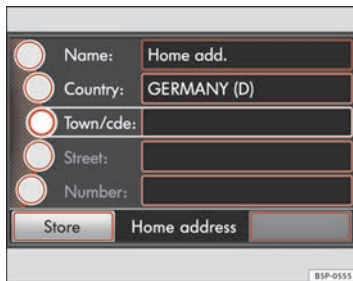 Name: Home add.
Country: GERMANY (D)
Town/cde:
Street:
Number:
Store Home address
B5P-0555